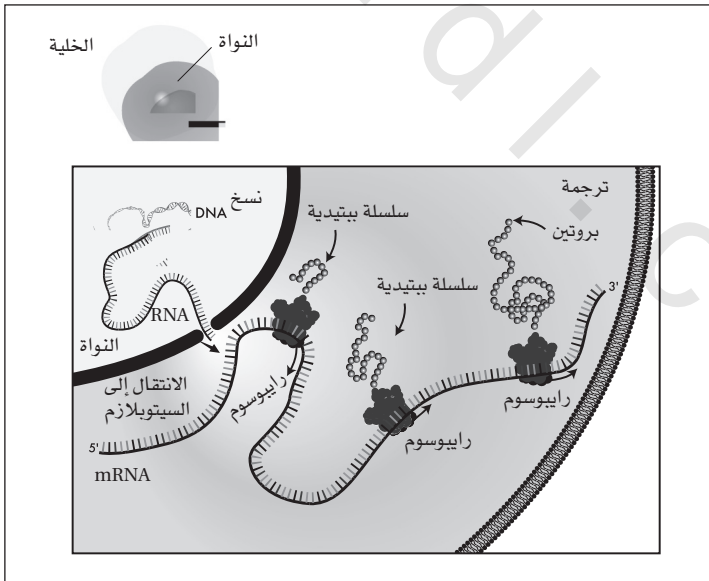 الخلية
النواة
نسخ
DNA
RNA
النواة
الانتقال إلى
السيتوبلازم
5'
mRNA
سلسلة ببتيدية
رايبوسوم
سلسلة ببتيدية
رايبوسوم
ترجمة
بروتين
رايبوسوم
3'
d l . c